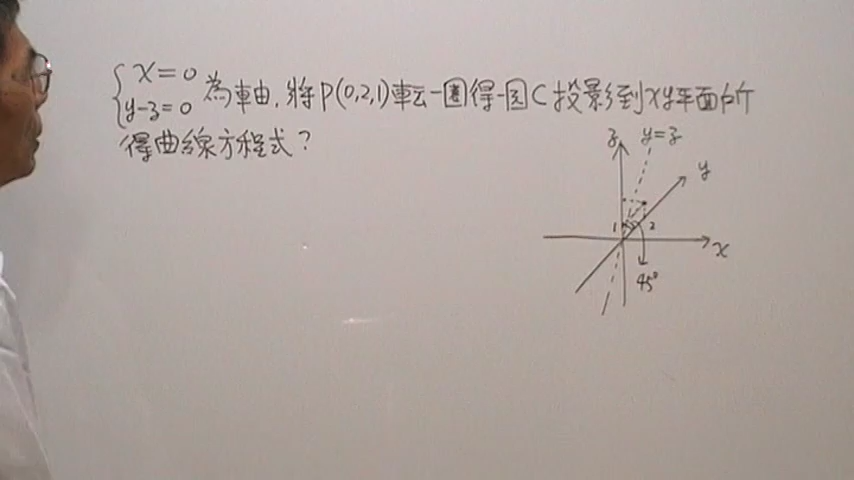 { x=0
{ y-z=0 為軸,將P(0,2,1)転一圈得一圓C投影到xy平面所
得曲線方程式?
z y=z y
1 2
x
45°